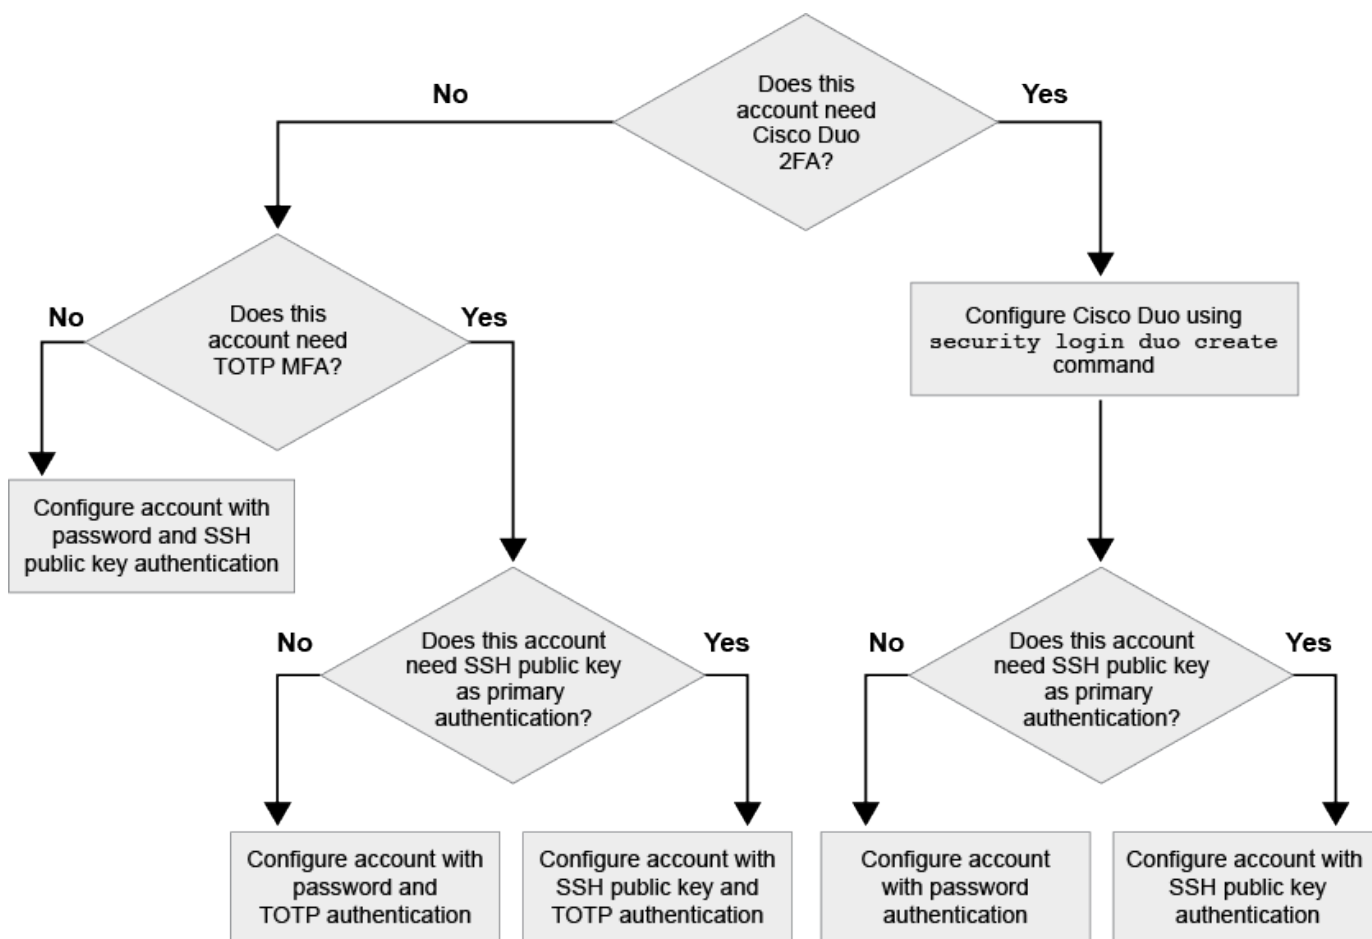 Does this
account need
Cisco Duo
2FA?
No
Yes
Does this
account need
TOTP MFA?
No
Yes
Configure Cisco Duo using
security login duo create
command
Configure account with
password and SSH
public key authentication
Does this account
need SSH public key
as primary
authentication?
No
Yes
Does this account
need SSH public key
as primary
authentication?
No
Yes
Configure account with
password and
TOTP authentication
Configure account with
SSH public key and
TOTP authentication
Configure account
with password
authentication
Configure account with
SSH public key
authentication